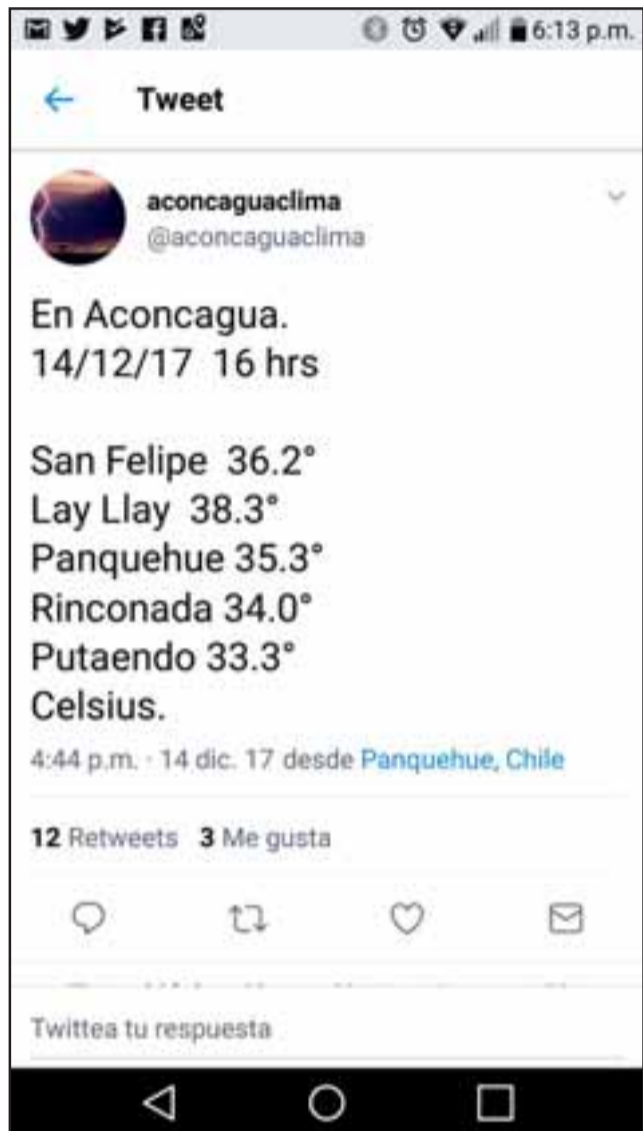 6:13 p.m.
Tweet
aconcaguaclima
@aconcaguaclima
En Aconcagua.
14/12/17 16 hrs
San Felipe 36.2°
Lay Llay 38.3°
Panquehue 35.3°
Rinconada 34.0°
Putaendo 33.3°
Celsius.
4:44 p.m. · 14 dic. 17 desde Panquehue, Chile
12 Retweets 3 Me gusta
Twittea tu respuesta